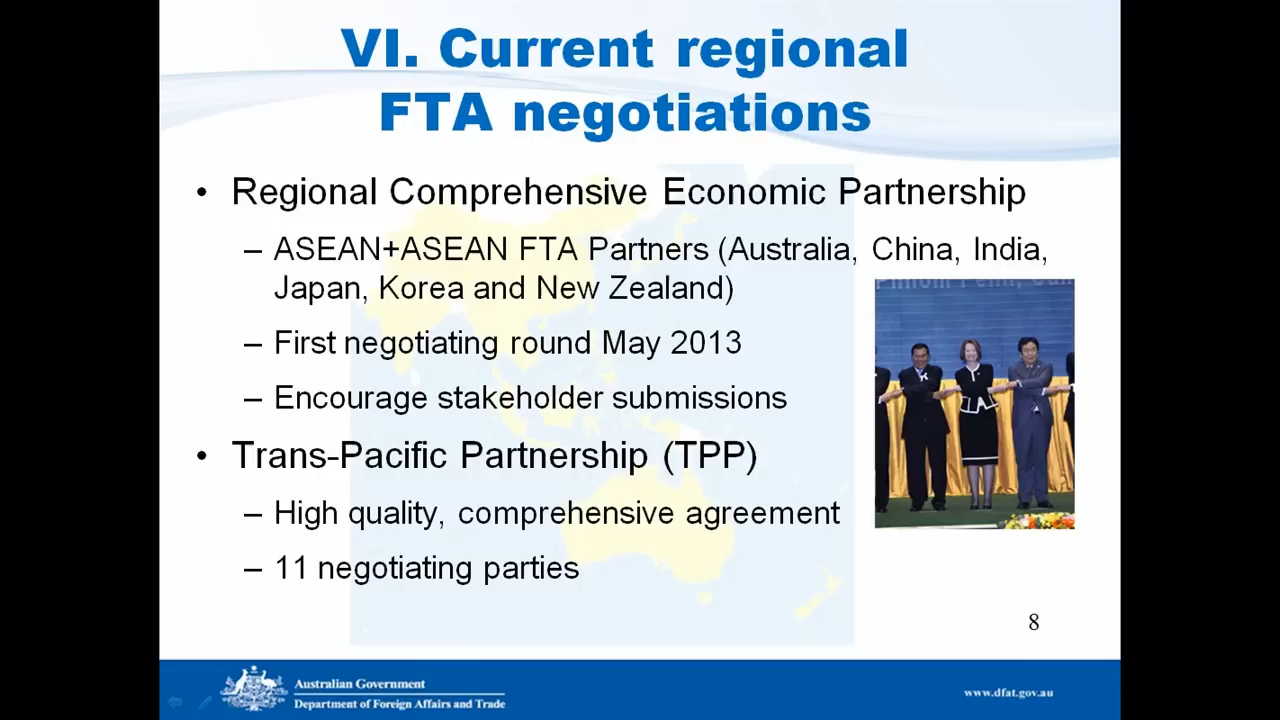 VI. Current regional
FTA negotiations
• Regional Comprehensive Economic Partnership
– ASEAN+ASEAN FTA Partners (Australia, China, India,
Japan, Korea and New Zealand)
– First negotiating round May 2013
– Encourage stakeholder submissions
• Trans-Pacific Partnership (TPP)
– High quality, comprehensive agreement
– 11 negotiating parties
8
Australian Government
Department of Foreign Affairs and Trade
www.dfat.gov.au